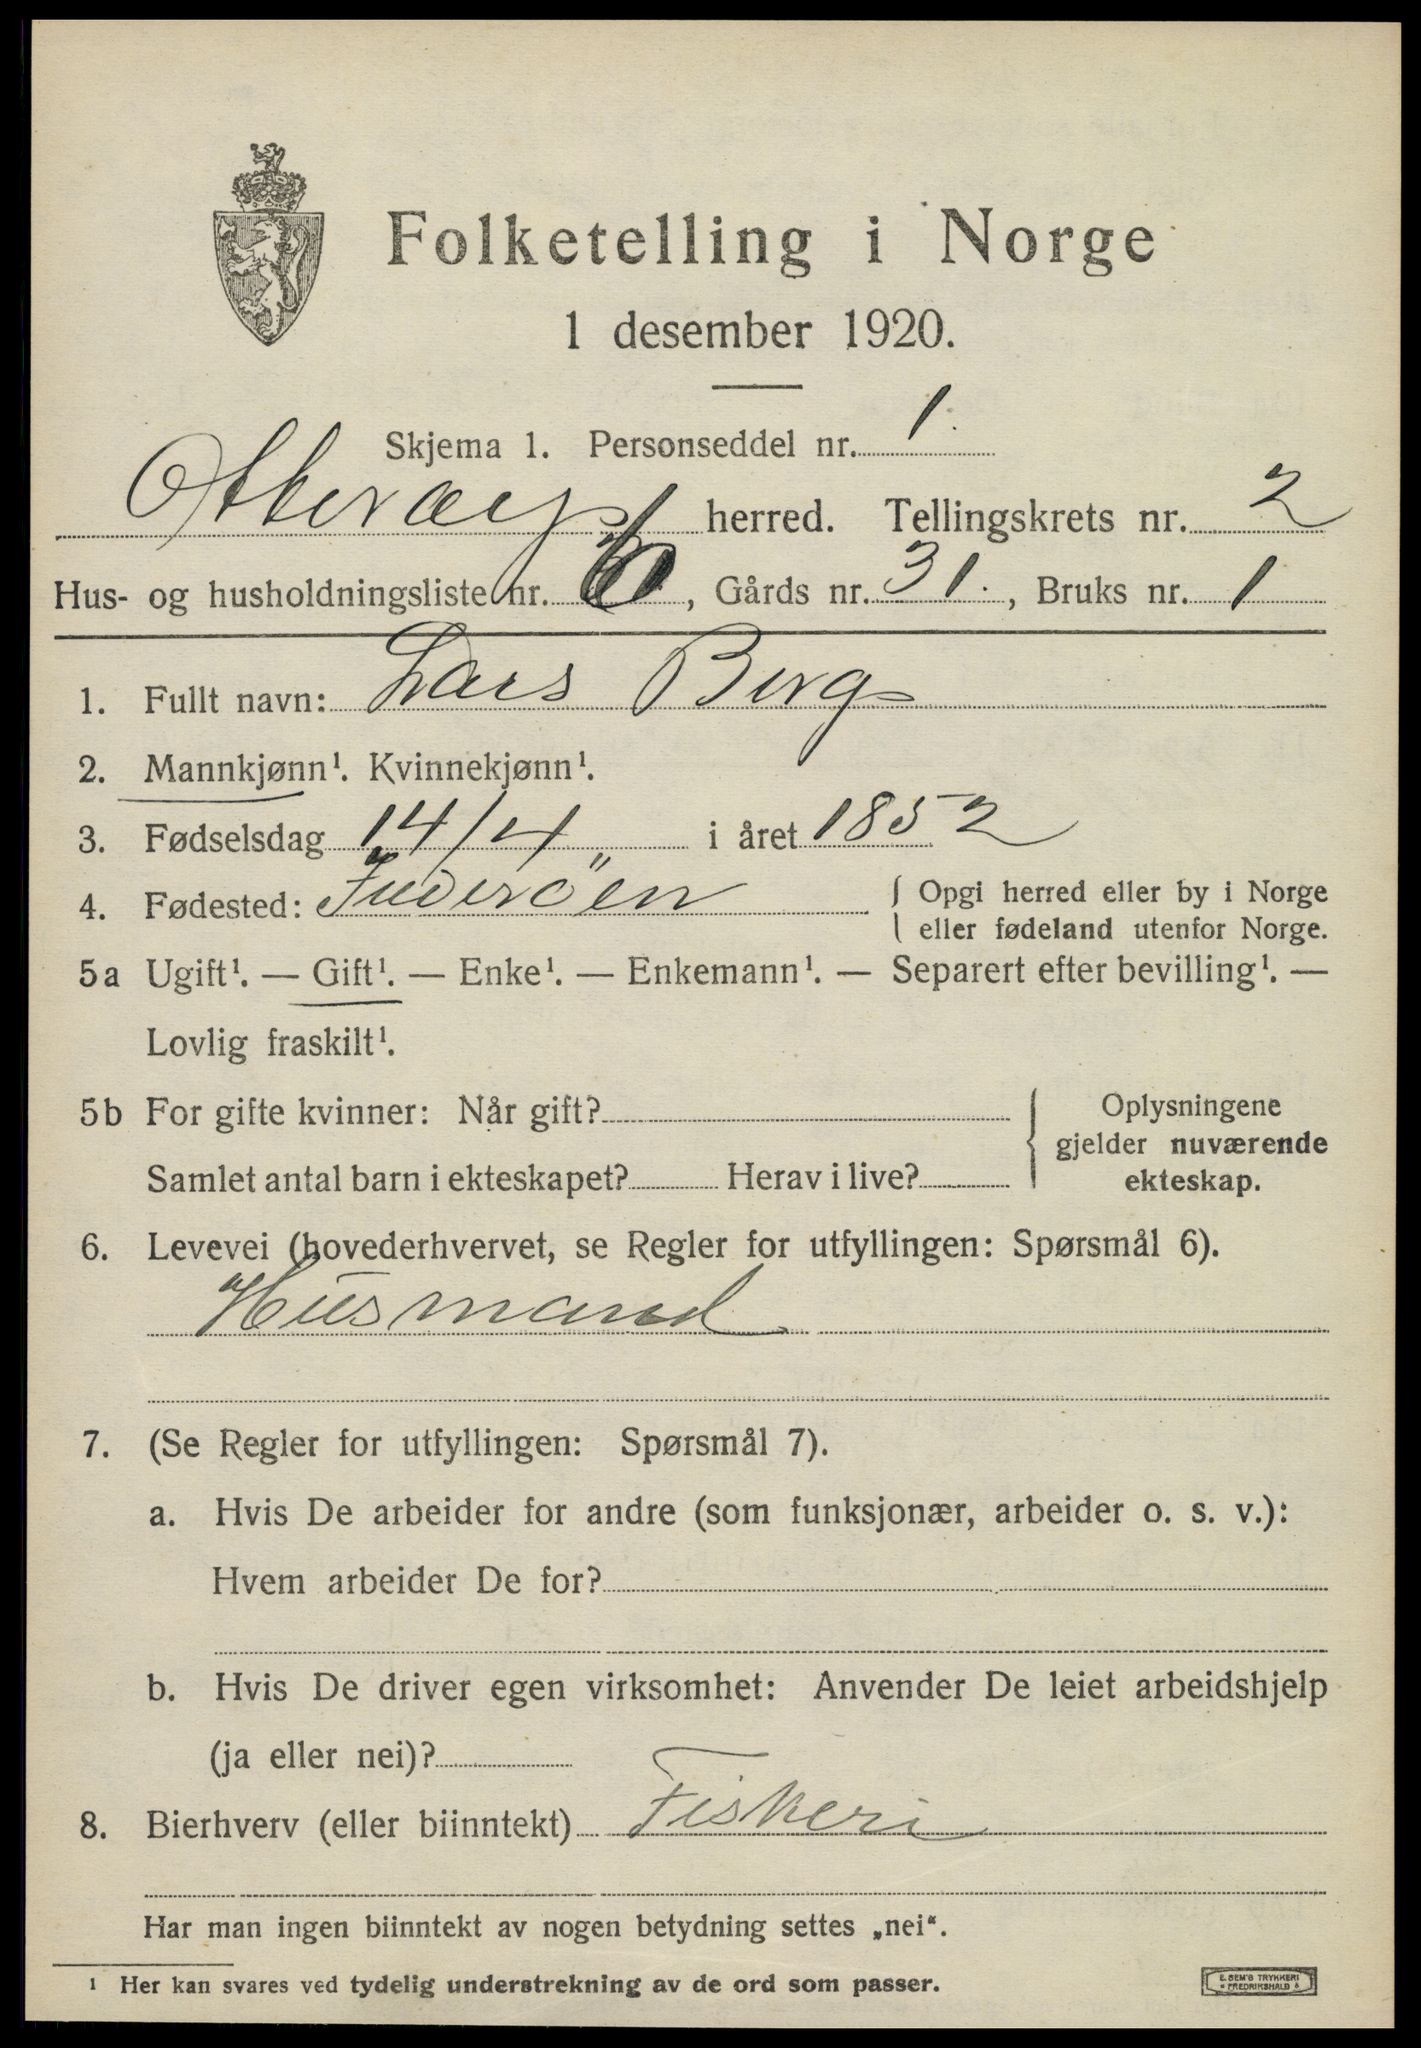 Folketelling i Norge
1 desember 1920.
Skjema 1. Personseddel nr. 1.
Otterøy herred. Tellingskrets nr. 2
Hus- og husholdningsliste nr. , Gårds nr. 31. , Bruks nr. 1
1. Fullt navn: Lars Berg
2. Mannkjønn¹. Kvinnekjønn¹.
3. Fødselsdag 14/4 i året 1852
4. Fødested: Inderöen { Opgi herred eller by i Norge
eller fødeland utenfor Norge.
5a Ugift¹. — Gift¹. — Enke¹. — Enkemann¹. — Separert efter bevilling¹. —
Lovlig fraskilt¹.
5b For gifte kvinner: Når gift? { Oplysningene
gjelder nuværende
Samlet antal barn i ekteskapet? Herav i live? ekteskap.
6. Levevei (hovederhvervet, se Regler for utfyllingen: Spørsmål 6).
Husmand
7. (Se Regler for utfyllingen: Spørsmål 7).
a. Hvis De arbeider for andre (som funksjonær, arbeider o. s. v.):
Hvem arbeider De for?
b. Hvis De driver egen virksomhet: Anvender De leiet arbeidshjelp
(ja eller nei)?
8. Bierhverv (eller biinntekt) Fiskeri
Har man ingen biinntekt av nogen betydning settes „nei“.
¹ Her kan svares ved tydelig understrekning av de ord som passer.
E. SEM'S TRYKKERI
FREDRIKSHALD